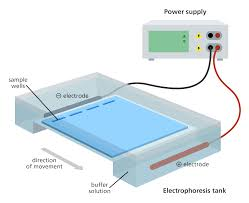 Power supply
sample
wells
⊖ electrode
⊕ electrode
direction
of movement
buffer
solution
Electrophoresis tank